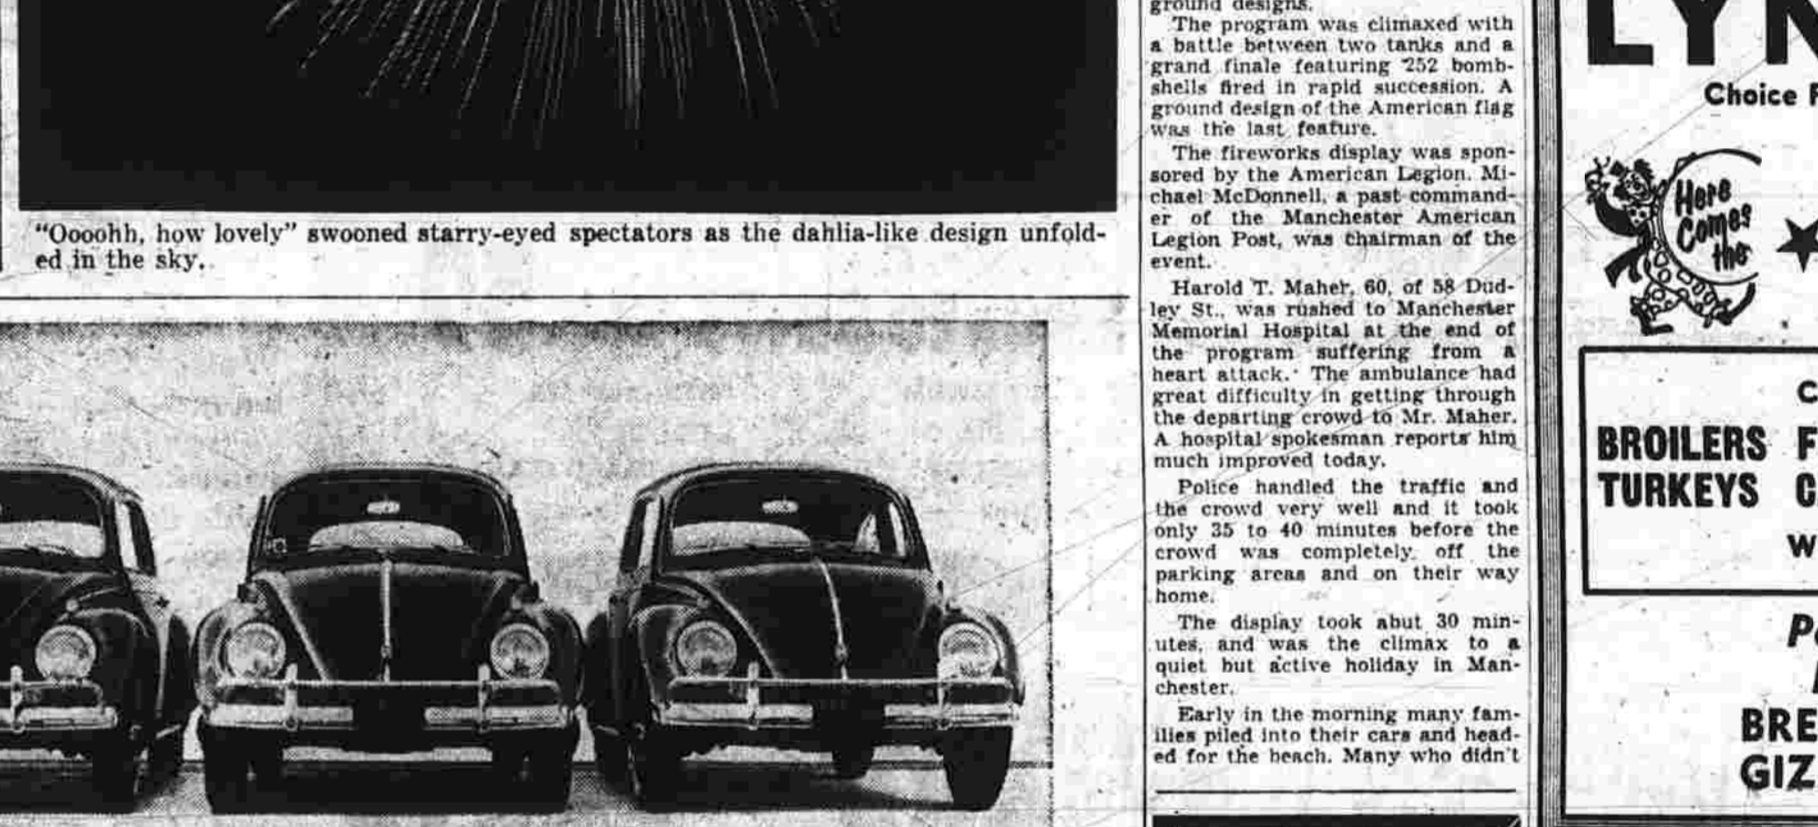 "Oooohh, how lovely" swooned starry-eyed spectators as the dahlia-like design unfold-
ed in the sky.
ground designs.
The program was climaxed with
a battle between two tanks and a
grand finale featuring 252 bomb-
shells fired in rapid succession. A
ground design of the American flag
was the last feature.
The fireworks display was spon-
sored by the American Legion. Mi-
chael McDonnell, a past command-
er of the Manchester American
Legion Post, was chairman of the
event.
Harold T. Maher, 60, of 58 Dud-
ley St., was rushed to Manchester
Memorial Hospital at the end of
the program suffering from a
heart attack. The ambulance had
great difficulty in getting through
the departing crowd to Mr. Maher.
A hospital spokesman reports him
much improved today.
Police handled the traffic and
the crowd very well and it took
only 35 to 40 minutes before the
crowd was completely off the
parking areas and on their way
home.
The display took abut 30 min-
utes, and was the climax to a
quiet but active holiday in Man-
chester.
Early in the morning many fam-
ilies piled into their cars and head-
ed for the beach. Many who didn't
LYN
Choice
Here
Comes
the
BROILERS F
TURKEYS C
W
BRE
GIZ